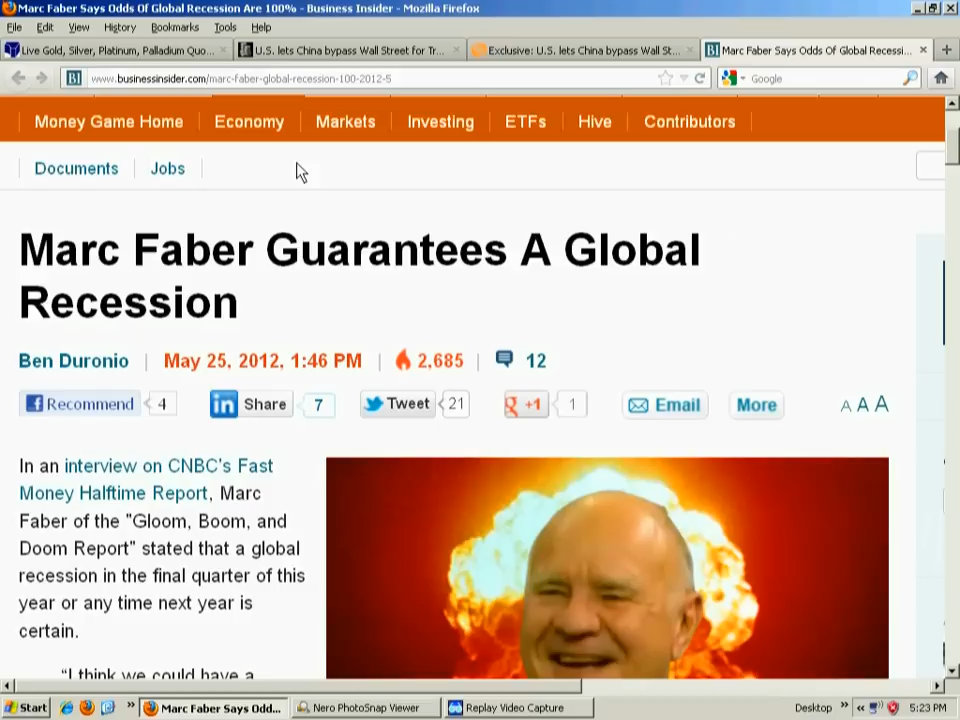 Marc Faber Says Odds Of Global Recession Are 100% - Business Insider - Mozilla Firefox
File Edit View History Bookmarks Tools Help
Live Gold, Silver, Platinum, Palladium Quo...
U.S. lets China bypass Wall Street for Tr...
Exclusive: U.S. lets China bypass Wall St...
BI Marc Faber Says Odds Of Global Recessi...
BI www.businessinsider.com/marc-faber-global-recession-100-2012-5
Google
Money Game Home Economy Markets Investing ETFs Hive Contributors
Documents Jobs
Marc Faber Guarantees A Global
Recession
Ben Duronio | May 25, 2012, 1:46 PM | 2,685 | 12
Recommend 4 in Share 7 Tweet 21 g +1 1 Email More A A A
In an interview on CNBC's Fast
Money Halftime Report, Marc
Faber of the "Gloom, Boom, and
Doom Report" stated that a global
recession in the final quarter of this
year or any time next year is
certain.
“I think we could have a
Start Marc Faber Says Odd... Nero PhotoSnap Viewer Replay Video Capture Desktop 5:23 PM